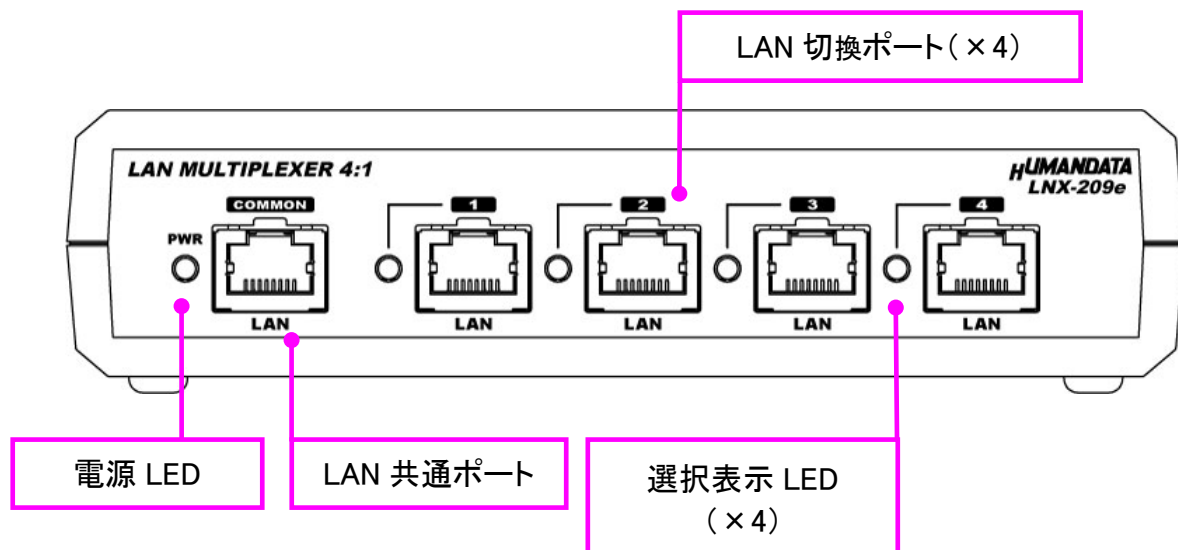 LAN 切換ポート(×4)
LAN MULTIPLEXER 4:1
HUMANDATA
LNX-209e
COMMON
1
2
3
4
PWR
LAN
LAN
LAN
LAN
LAN
電源 LED
LAN 共通ポート
選択表示 LED
(×4)